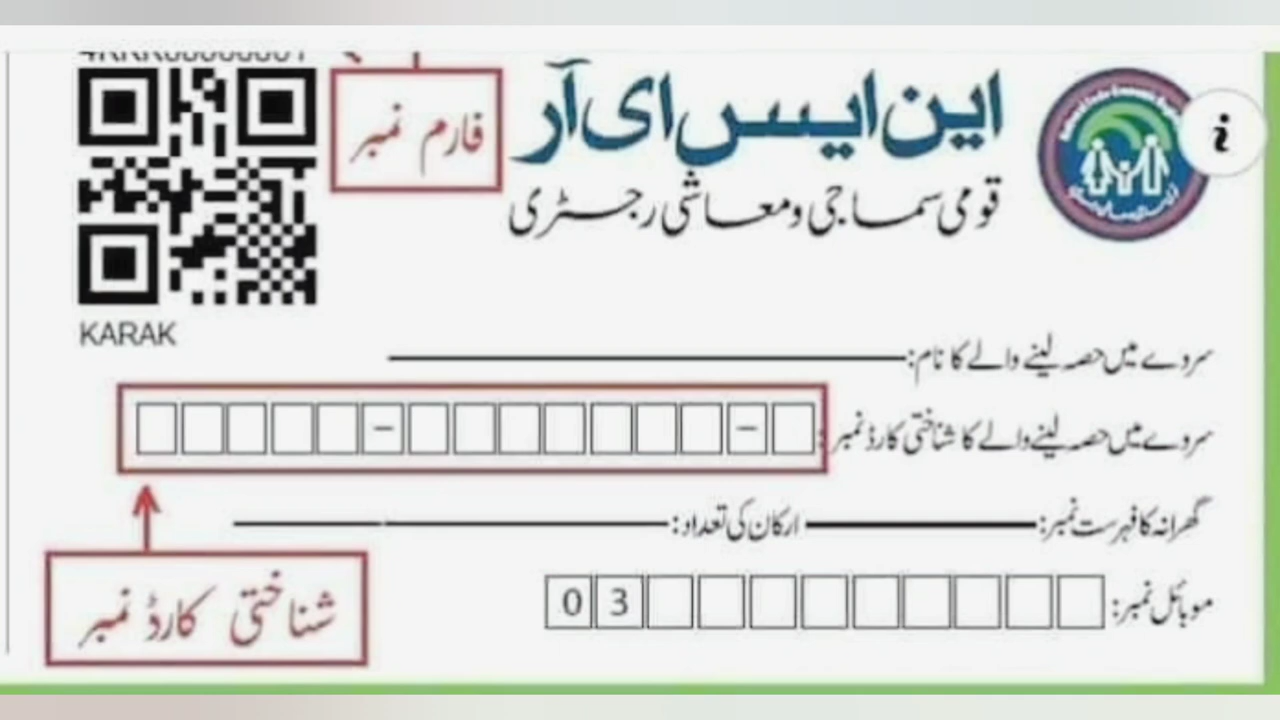 این ایس ای آر
قومی سماجی و معاشی رجسٹری
فارم نمبر
KARAK
سروے میں حصہ لینے والے کا نام:
سروے میں حصہ لینے والے کا شناختی کارڈ نمبر:
گھرانہ کا فہرست نمبر: ارکان کی تعداد:
موبائل نمبر: 03
شناختی کارڈ نمبر
i